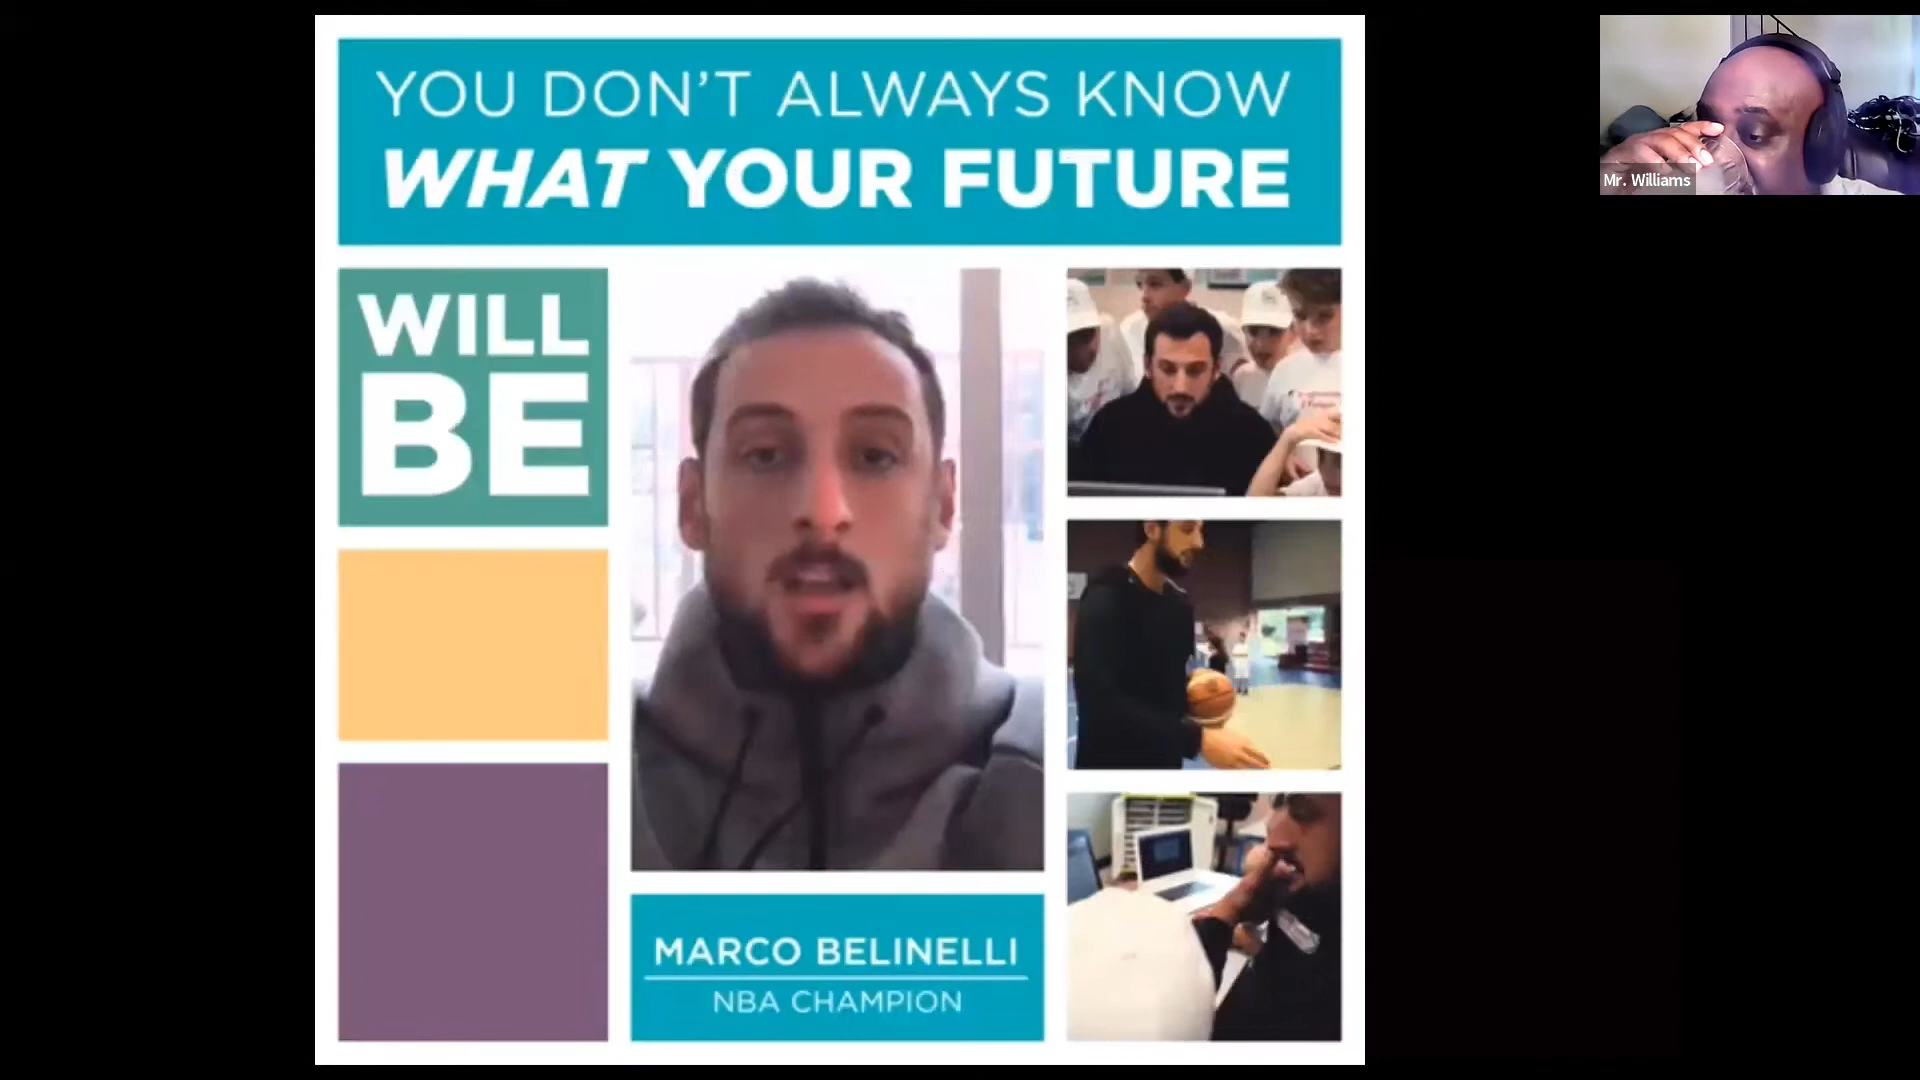 YOU DON'T ALWAYS KNOW
WHAT YOUR FUTURE
WILL
BE
MARCO BELINELLI
NBA CHAMPION
Mr. Williams